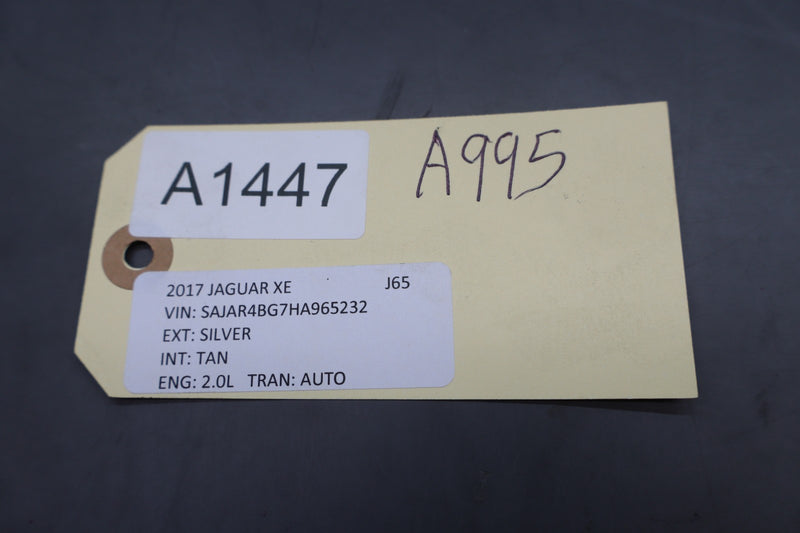 A1447
A995
2017 JAGUAR XE J65
VIN: SAJAR4BG7HA965232
EXT: SILVER
INT: TAN
ENG: 2.0L TRAN: AUTO